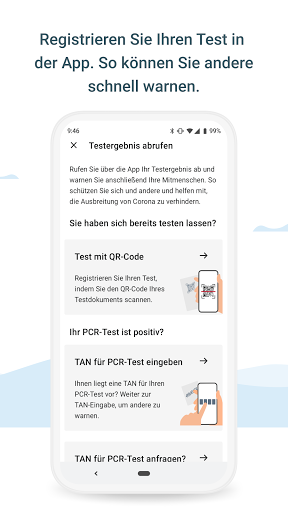 Registrieren Sie Ihren Test in
der App. So können Sie andere
schnell warnen.
9:46
99%
Testergebnis abrufen
Rufen Sie über die App Ihr Testergebnis ab und
warnen Sie anschließend Ihre Mitmenschen. So
schützen Sie sich und andere und helfen mit,
die Ausbreitung von Corona zu verhindern.
Sie haben sich bereits testen lassen?
Test mit QR-Code
Registrieren Sie Ihren Test,
indem Sie den QR-Code Ihres
Testdokuments scannen.
Ihr PCR-Test ist positiv?
TAN für PCR-Test eingeben
Ihnen liegt eine TAN für Ihren
PCR-Test vor? Weiter zur
TAN-Eingabe, um andere zu
warnen.
TAN für PCR-Test anfragen?